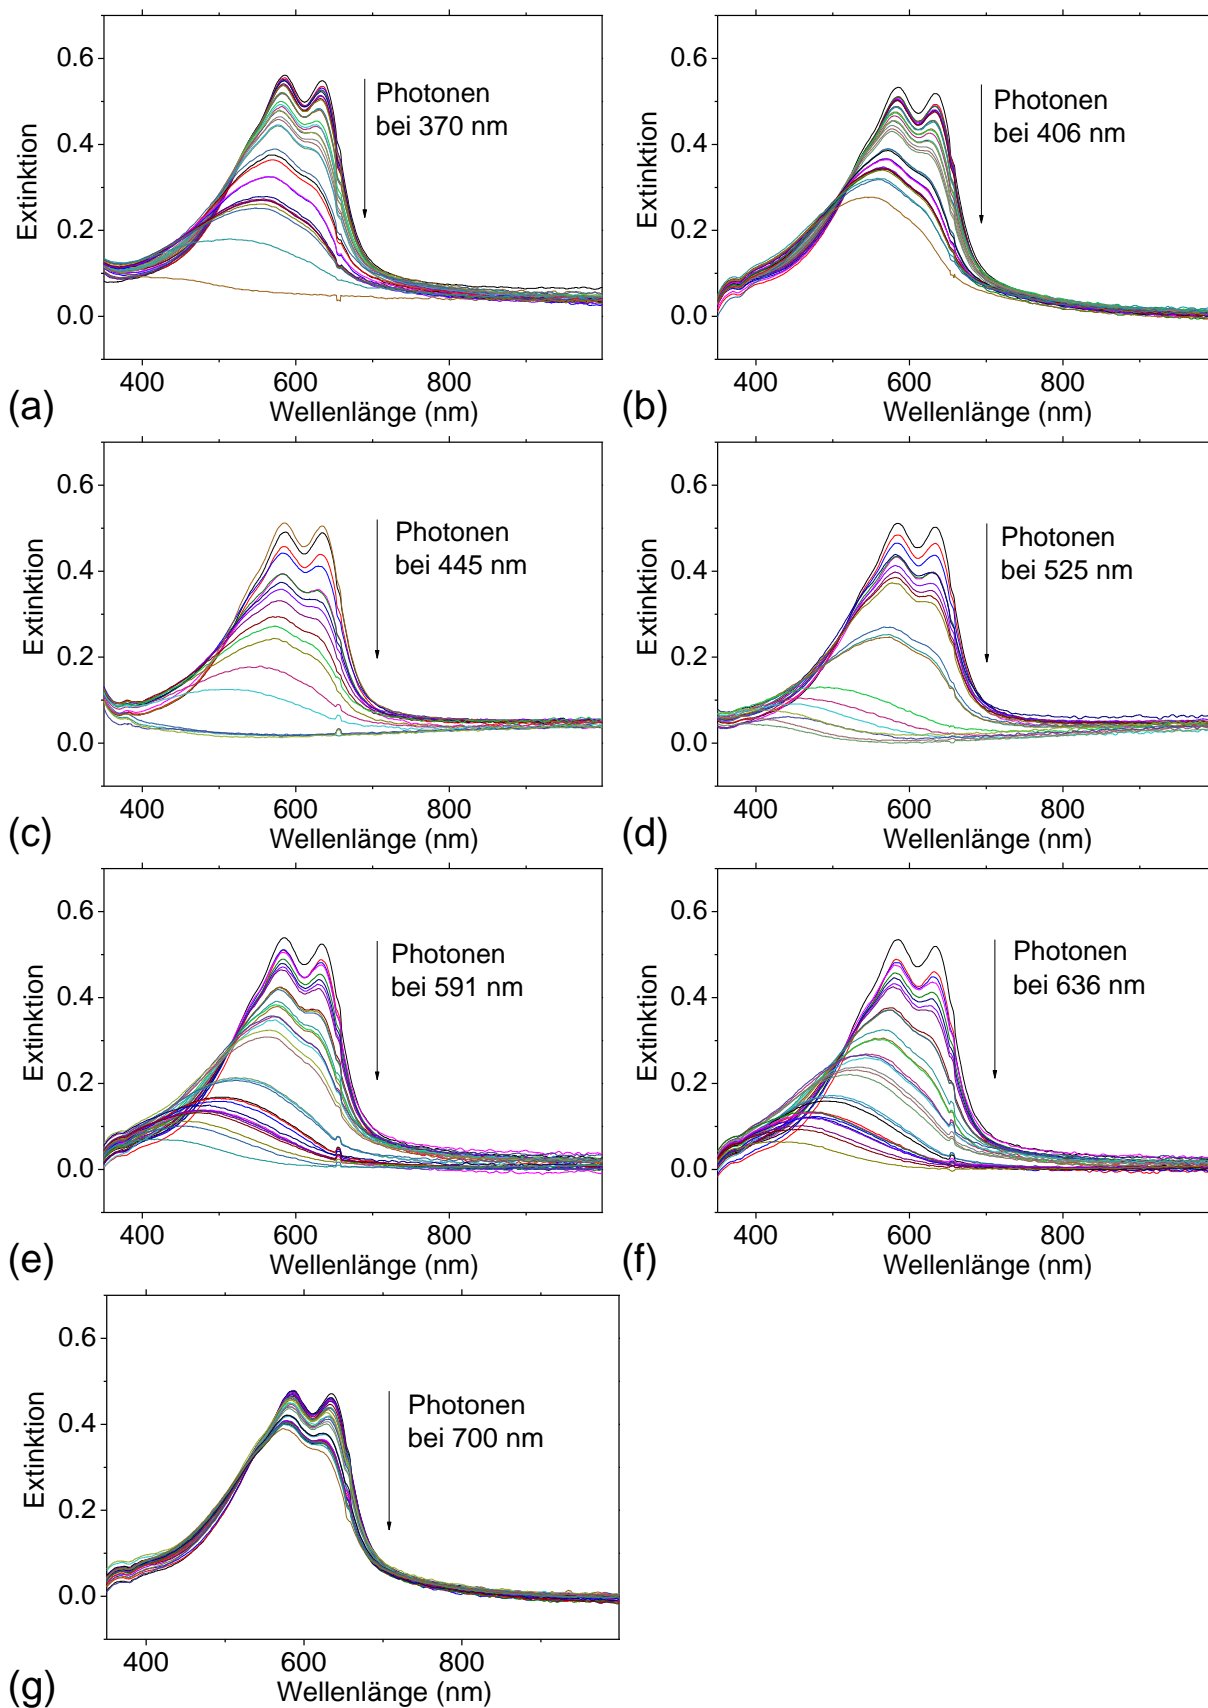 0.6
Photonen
bei 370 nm
0.4
0.2
0.0
Extinktion
400
600
800
Wellenlänge (nm)
(a)
0.6
Photonen
bei 406 nm
0.4
0.2
0.0
Extinktion
400
600
800
Wellenlänge (nm)
(b)
0.6
Photonen
bei 445 nm
0.4
0.2
0.0
Extinktion
400
600
800
Wellenlänge (nm)
(c)
0.6
Photonen
bei 525 nm
0.4
0.2
0.0
Extinktion
400
600
800
Wellenlänge (nm)
(d)
0.6
Photonen
bei 591 nm
0.4
0.2
0.0
Extinktion
400
600
800
Wellenlänge (nm)
(e)
0.6
Photonen
bei 636 nm
0.4
0.2
0.0
Extinktion
400
600
800
Wellenlänge (nm)
(f)
0.6
Photonen
bei 700 nm
0.4
0.2
0.0
Extinktion
400
600
800
Wellenlänge (nm)
(g)